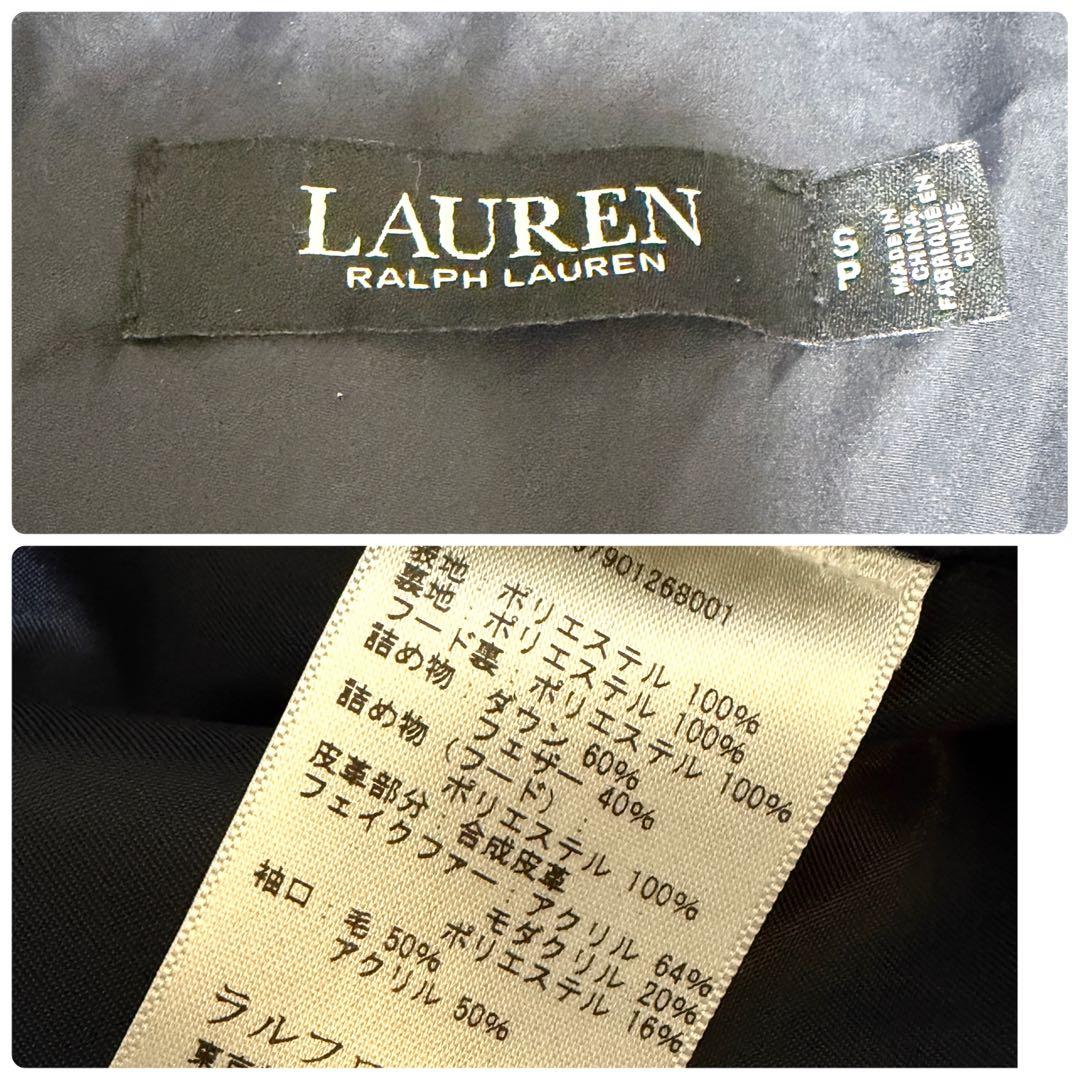 LAUREN
RALPH LAUREN
SP
MADE IN
CHINA
FABRIQUE EN
CHINE
7901268001
表地:ポリエステル 100%
裏地:ポリエステル 100%
フード裏:ポリエステル 100%
詰め物:ダウン 60%
フェザー 40%
詰め物(フード):
ポリエステル 100%
皮革部分:合成皮革
フェイクファー:アクリル 64%
モダクリル 20%
ポリエステル 16%
袖口:毛 50%
アクリル 50%
ラルフ
東京